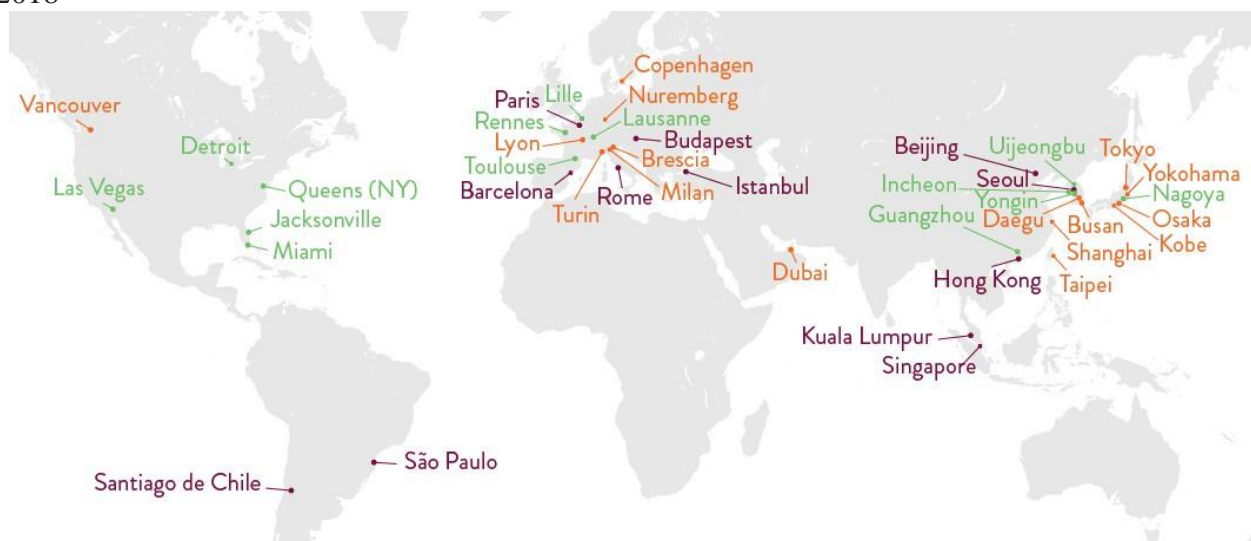 Copenhagen
Lille
Paris
Nuremberg
Vancouver
Rennes
Lausanne
Detroit
Lyon
Budapest
Beijing
Uijeongbu
Tokyo
Toulouse
Brescia
Yokohama
Las Vegas
Queens (NY)
Barcelona
Rome
Milan
Istanbul
Incheon
Seoul
Nagoya
Yongin
Turin
Jacksonville
Guangzhou
Daegu
Busan
Osaka
Miami
Shanghai
Kobe
Dubai
Hong Kong
Taipei
Kuala Lumpur
Singapore
São Paulo
Santiago de Chile